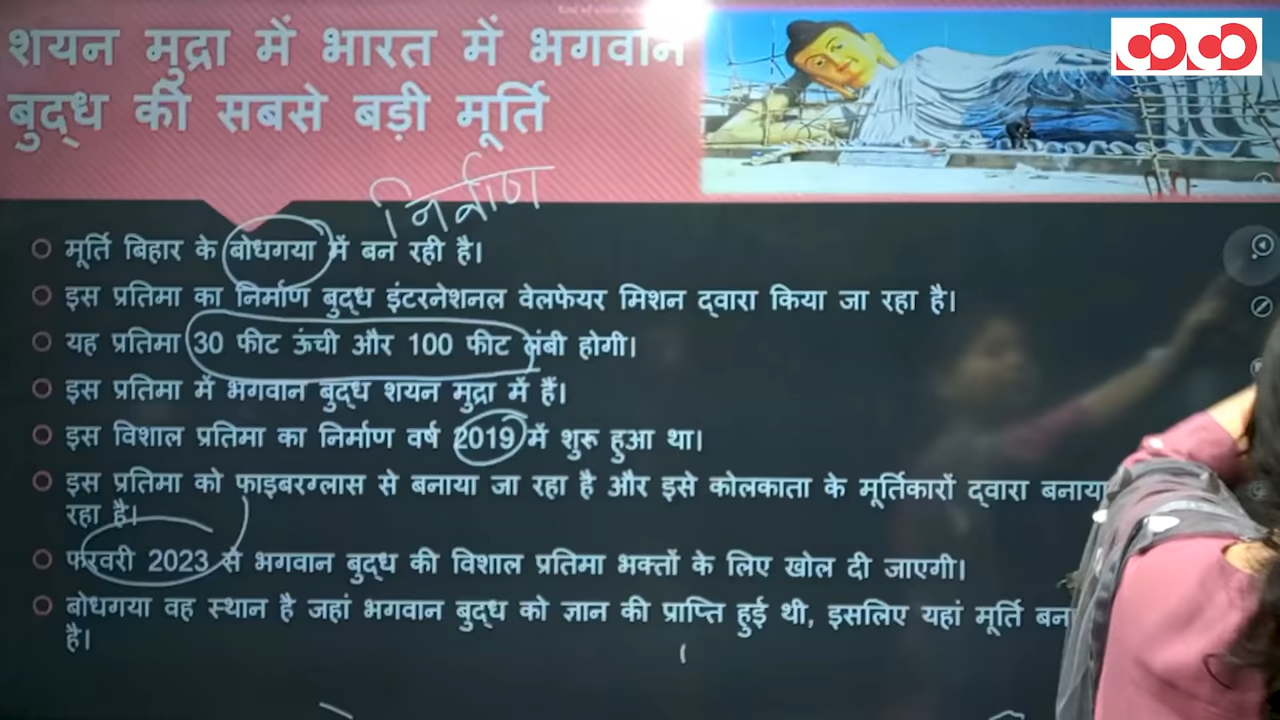 शयन मुद्रा में भारत में भगवान
बुद्ध की सबसे बड़ी मूर्ति
निर्वाण
मूर्ति बिहार के बोधगया में बन रही है।
इस प्रतिमा का निर्माण बुद्ध इंटरनेशनल वेलफेयर मिशन द्वारा किया जा रहा है।
यह प्रतिमा 30 फीट ऊंची और 100 फीट लंबी होगी।
इस प्रतिमा में भगवान बुद्ध शयन मुद्रा में हैं।
इस विशाल प्रतिमा का निर्माण वर्ष 2019 में शुरू हुआ था।
इस प्रतिमा को फाइबरग्लास से बनाया जा रहा है और इसे कोलकाता के मूर्तिकारों द्वारा बनाया
रहा है।
फरवरी 2023 से भगवान बुद्ध की विशाल प्रतिमा भक्तों के लिए खोल दी जाएगी।
बोधगया वह स्थान है जहां भगवान बुद्ध को ज्ञान की प्राप्ति हुई थी, इसलिए यहां मूर्ति बन
है।